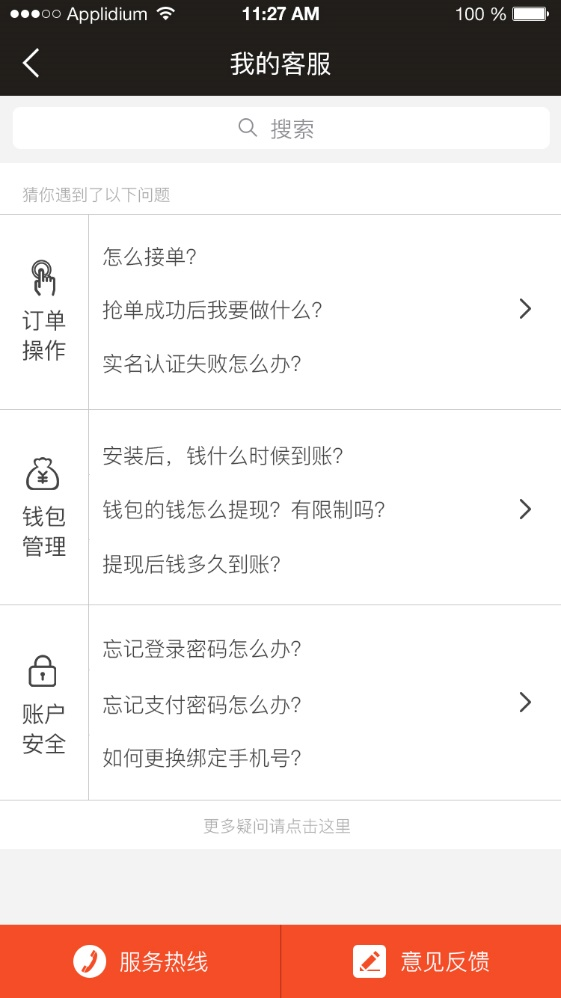 Applidium 11:27 AM 100 %
我的客服
搜索
猜你遇到了以下问题
订单
操作
怎么接单?
抢单成功后我要做什么?
实名认证失败怎么办?
钱包
管理
安装后，钱什么时候到账?
钱包的钱怎么提现? 有限制吗?
提现后钱多久到账?
账户
安全
忘记登录密码怎么办?
忘记支付密码怎么办?
如何更换绑定手机号?
更多疑问请点击这里
服务热线 意见反馈